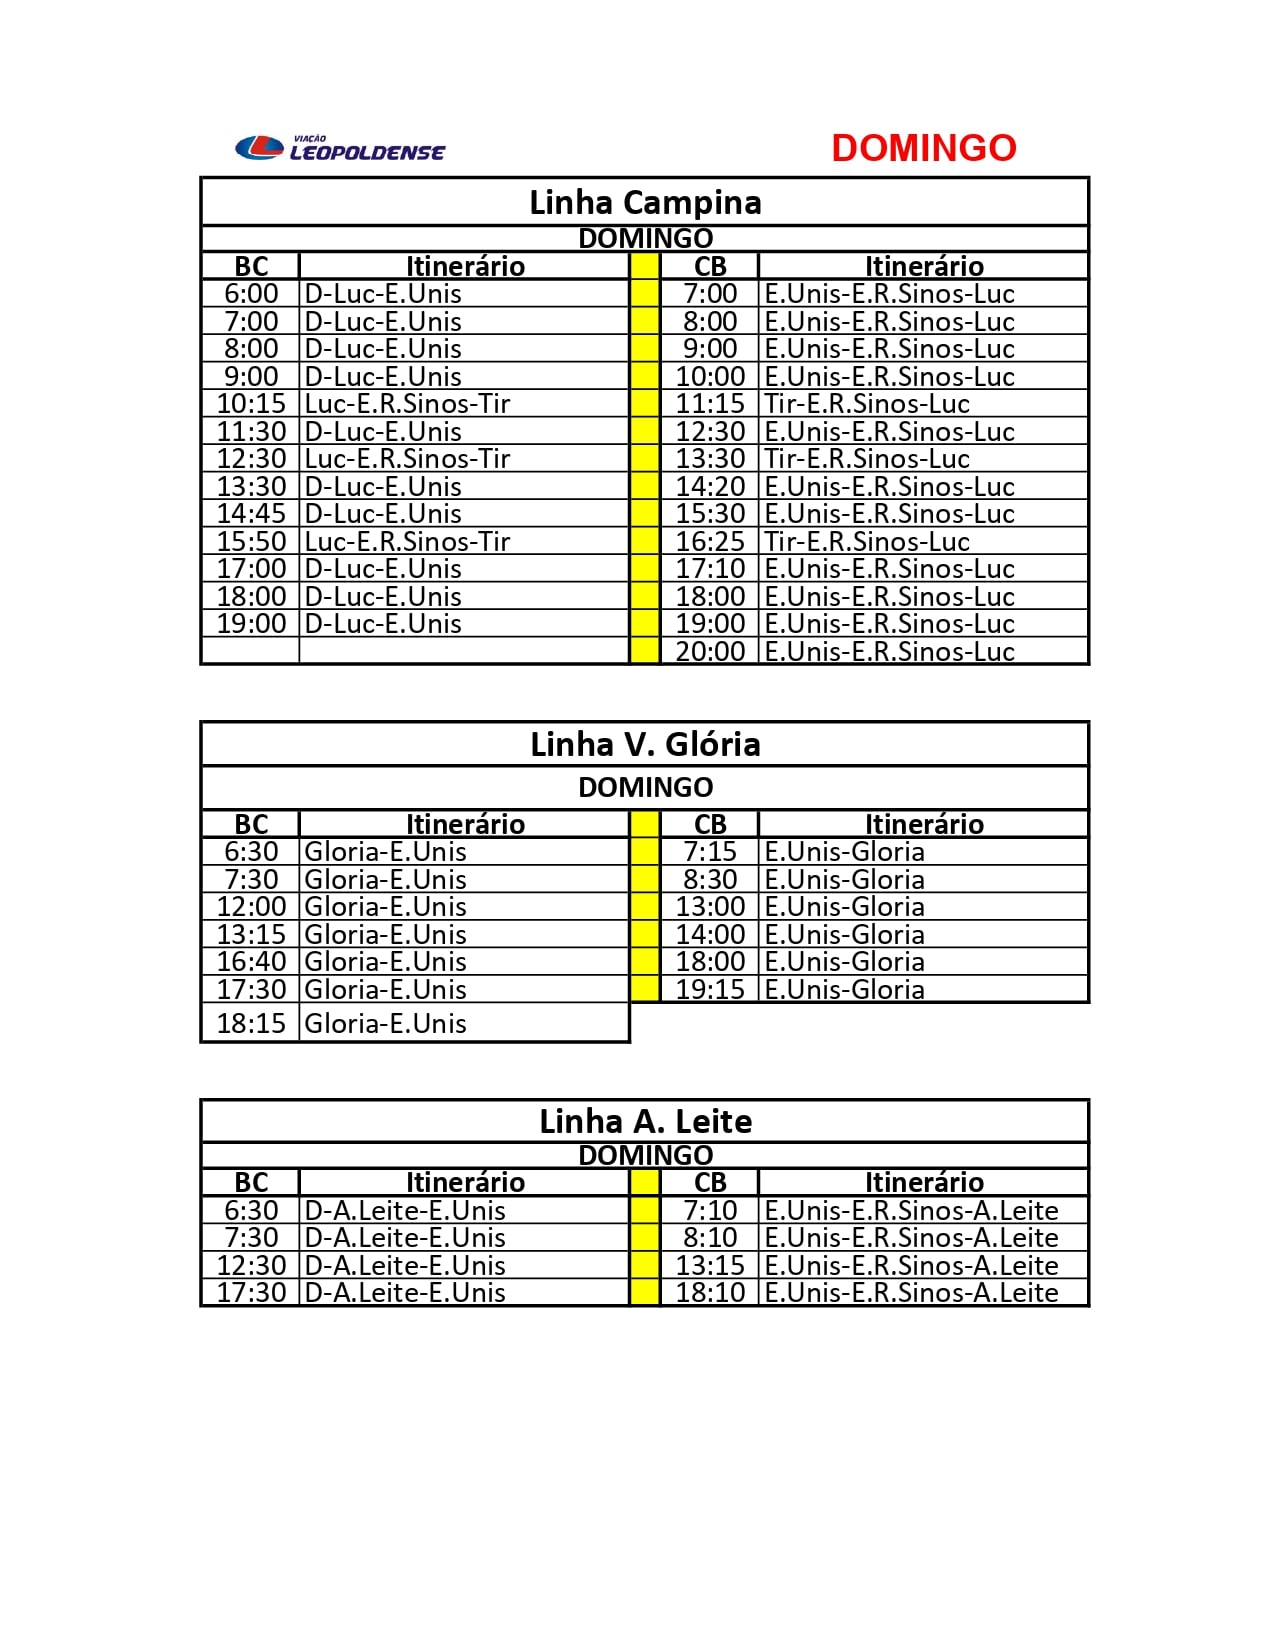 VIAÇÃO
LEOPOLDENSE
DOMINGO
Linha Campina
DOMINGO
BC Itinerário CB Itinerário
6:00 D-Luc-E.Unis 7:00 E.Unis-E.R.Sinos-Luc
7:00 D-Luc-E.Unis 8:00 E.Unis-E.R.Sinos-Luc
8:00 D-Luc-E.Unis 9:00 E.Unis-E.R.Sinos-Luc
9:00 D-Luc-E.Unis 10:00 E.Unis-E.R.Sinos-Luc
10:15 Luc-E.R.Sinos-Tir 11:15 Tir-E.R.Sinos-Luc
11:30 D-Luc-E.Unis 12:30 E.Unis-E.R.Sinos-Luc
12:30 Luc-E.R.Sinos-Tir 13:30 Tir-E.R.Sinos-Luc
13:30 D-Luc-E.Unis 14:20 E.Unis-E.R.Sinos-Luc
14:45 D-Luc-E.Unis 15:30 E.Unis-E.R.Sinos-Luc
15:50 Luc-E.R.Sinos-Tir 16:25 Tir-E.R.Sinos-Luc
17:00 D-Luc-E.Unis 17:10 E.Unis-E.R.Sinos-Luc
18:00 D-Luc-E.Unis 18:00 E.Unis-E.R.Sinos-Luc
19:00 D-Luc-E.Unis 19:00 E.Unis-E.R.Sinos-Luc
20:00 E.Unis-E.R.Sinos-Luc
Linha V. Glória
DOMINGO
BC Itinerário CB Itinerário
6:30 Gloria-E.Unis 7:15 E.Unis-Gloria
7:30 Gloria-E.Unis 8:30 E.Unis-Gloria
12:00 Gloria-E.Unis 13:00 E.Unis-Gloria
13:15 Gloria-E.Unis 14:00 E.Unis-Gloria
16:40 Gloria-E.Unis 18:00 E.Unis-Gloria
17:30 Gloria-E.Unis 19:15 E.Unis-Gloria
18:15 Gloria-E.Unis
Linha A. Leite
DOMINGO
BC Itinerário CB Itinerário
6:30 D-A.Leite-E.Unis 7:10 E.Unis-E.R.Sinos-A.Leite
7:30 D-A.Leite-E.Unis 8:10 E.Unis-E.R.Sinos-A.Leite
12:30 D-A.Leite-E.Unis 13:15 E.Unis-E.R.Sinos-A.Leite
17:30 D-A.Leite-E.Unis 18:10 E.Unis-E.R.Sinos-A.Leite